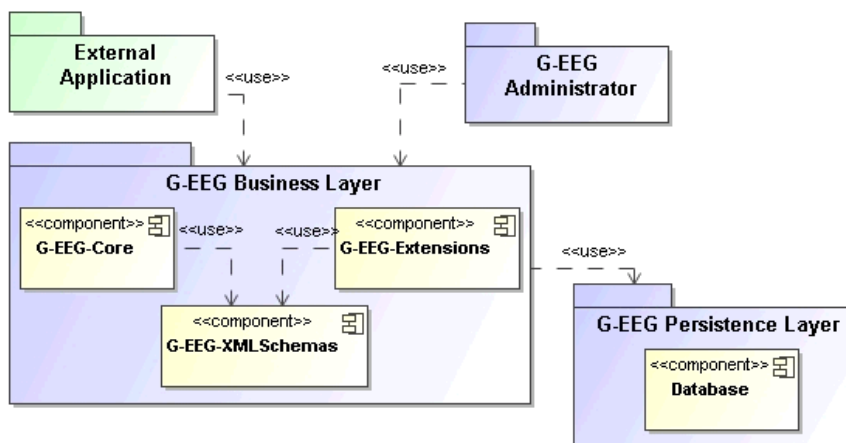 External
Application
<<use>>
<<use>>
G-EEG
Administrator
G-EEG Business Layer
<<component>>
G-EEG-Core
<<use>>
<<use>>
<<component>>
G-EEG-Extensions
<<use>>
<<component>>
G-EEG-XMLSchemas
G-EEG Persistence Layer
<<component>>
Database